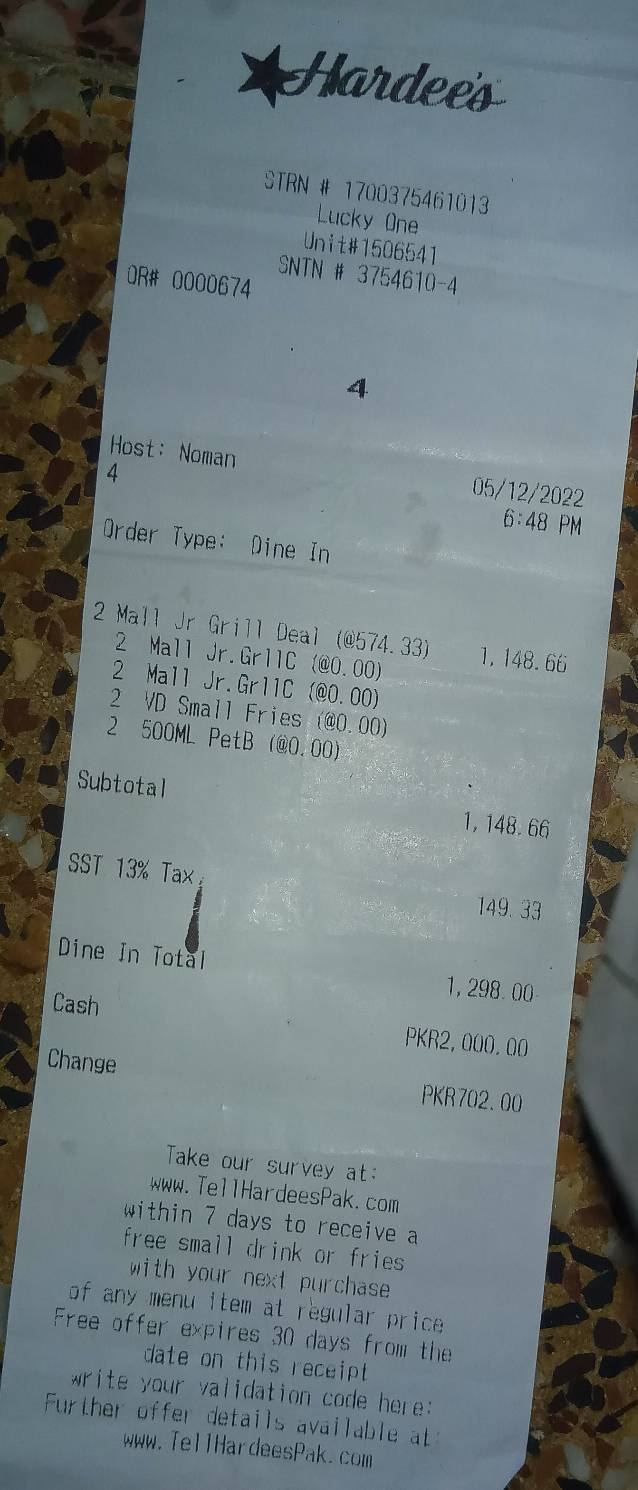 Hardee's
STRN # 1700375461013
Lucky One
Unit#1506541
SNTN # 3754610-4
OR# 0000674
4
Host: Noman
4
05/12/2022
6:48 PM
Order Type: Dine In
2 Mall Jr Grill Deal (@574.33) 1,148.66
2 Mall Jr.GrllC (@0.00)
2 Mall Jr.GrllC (@0.00)
2 VD Small Fries (@0.00)
2 500ML PetB (@0.00)
Subtotal 1,148.66
SST 13% Tax 149.33
Dine In Total 1,298.00
Cash PKR2,000.00
Change PKR702.00
Take our survey at:
www.TellHardeesPak.com
within 7 days to receive a
free small drink or fries
with your next purchase
of any menu item at regular price
Free offer expires 30 days from the
date on this receipt
write your validation code here:
Further offer details available at:
www.TellHardeesPak.com